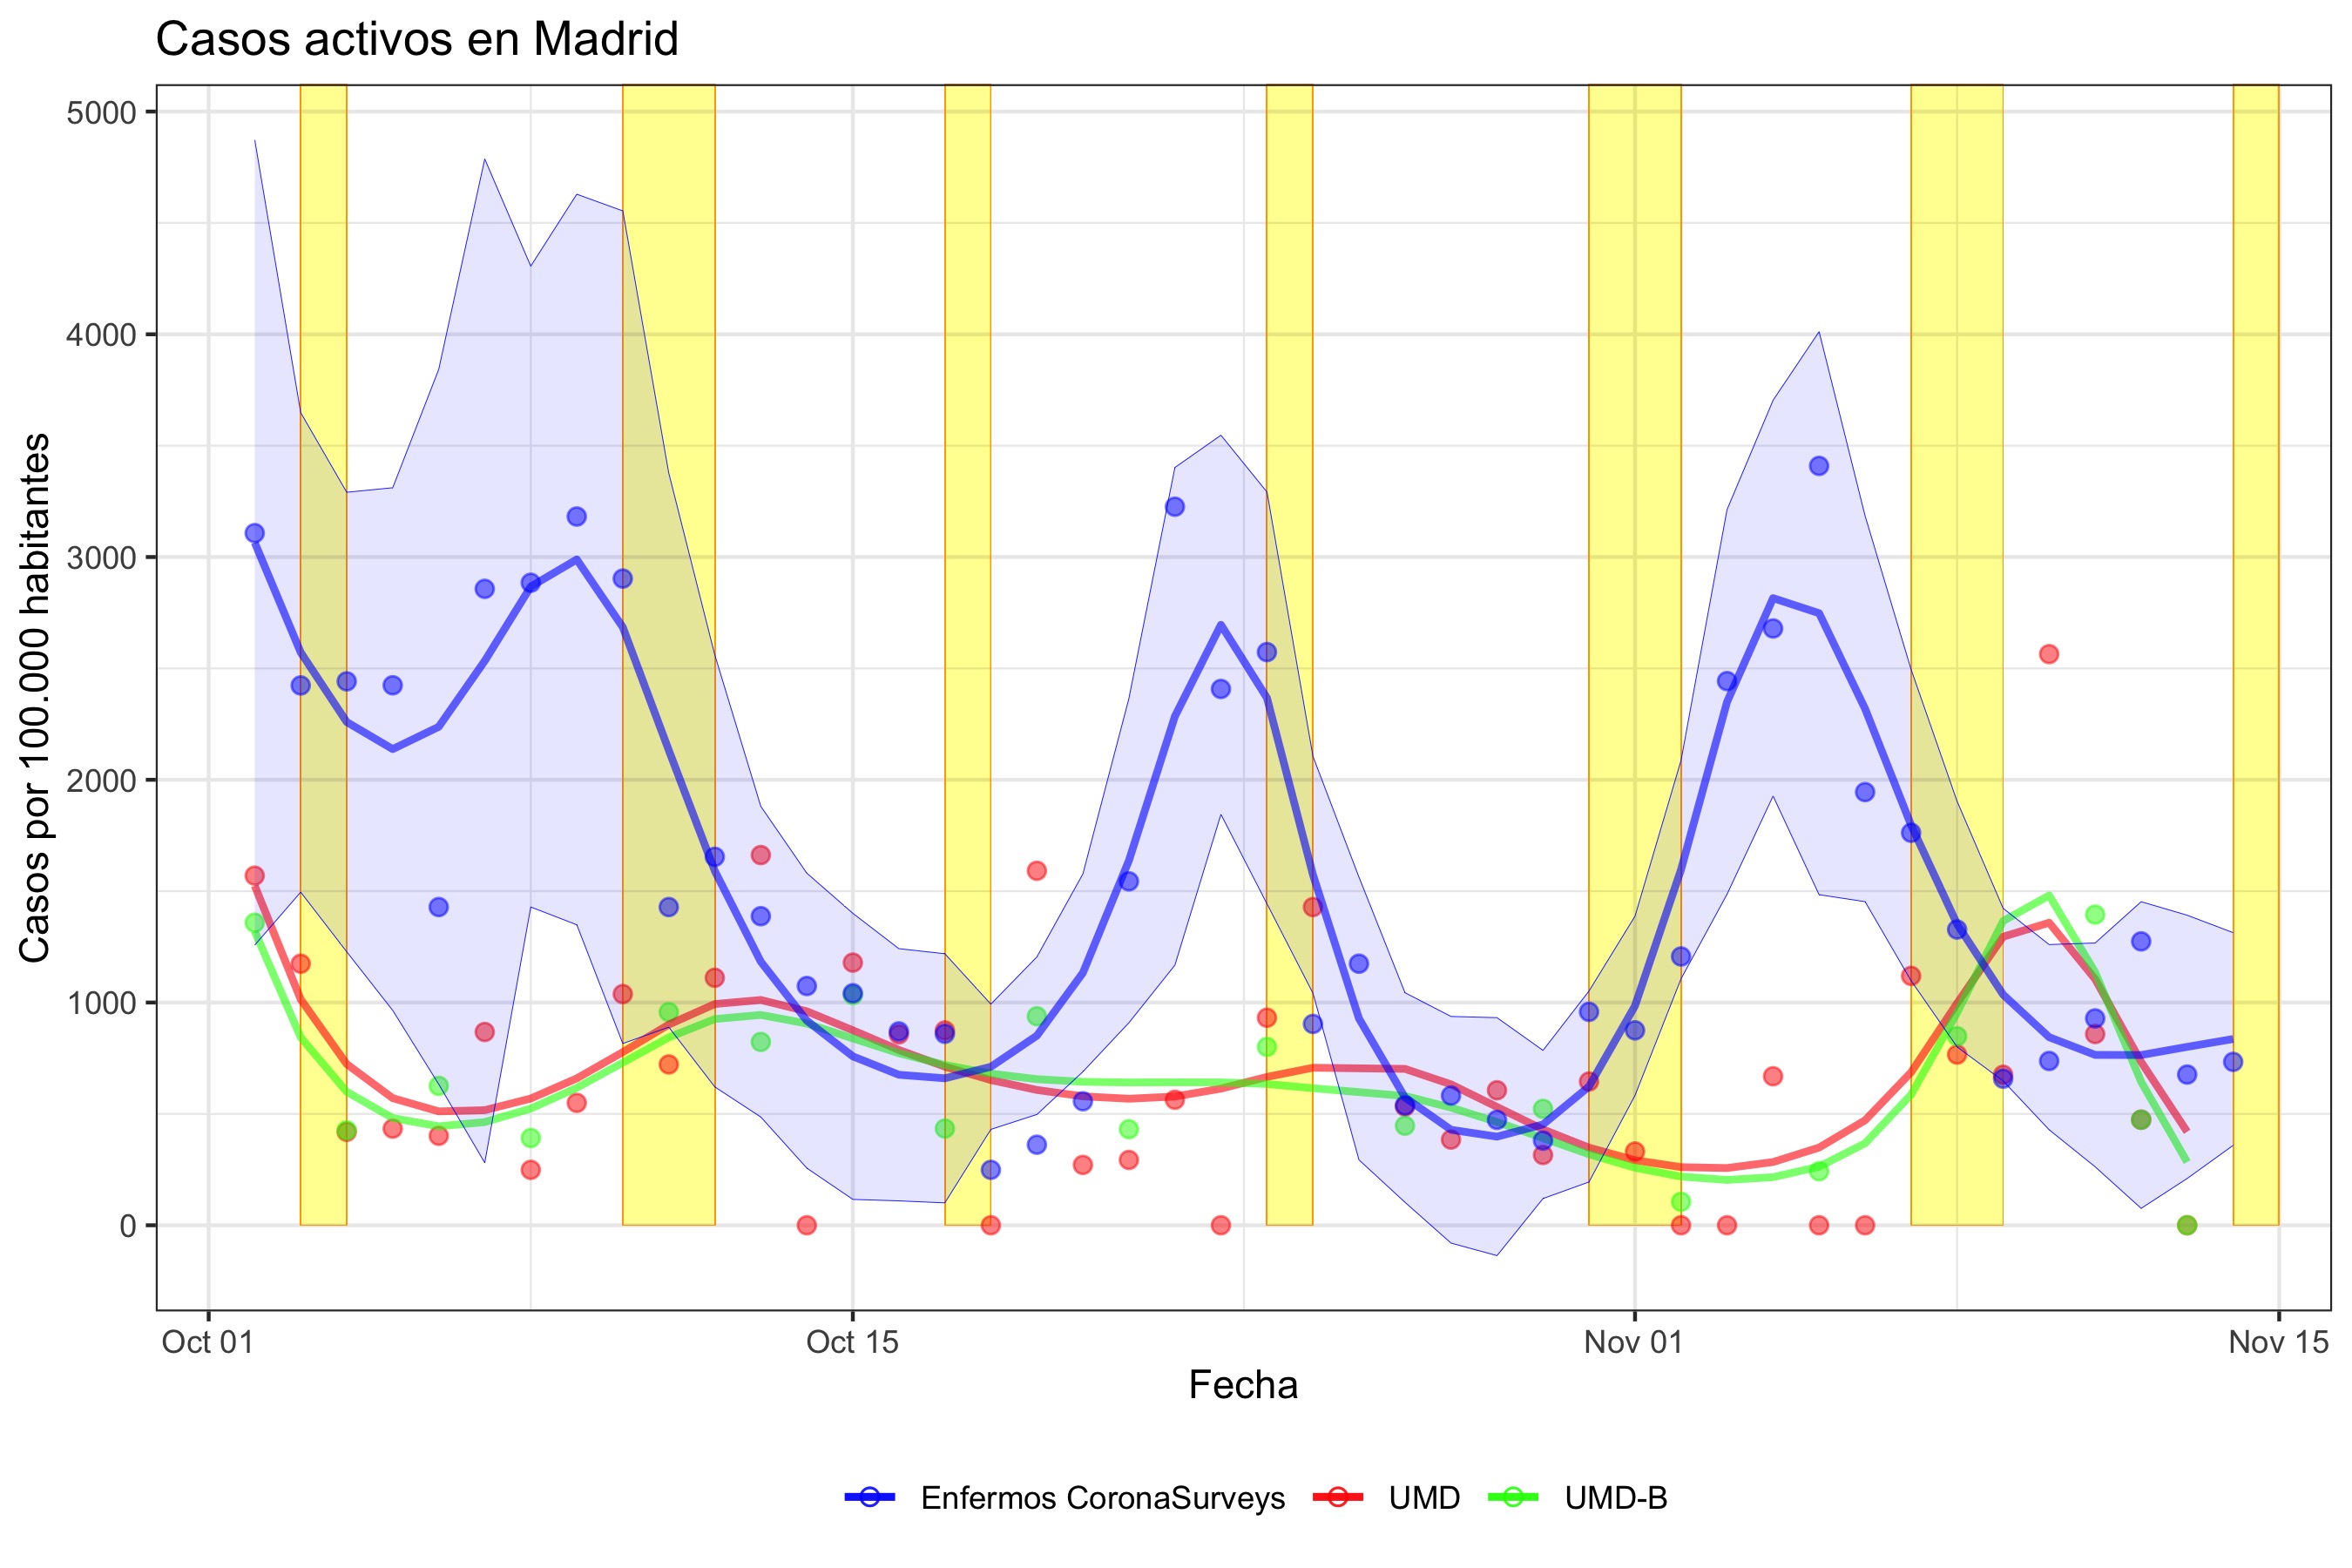 Casos activos en Madrid
Casos por 100.000 habitantes
5000
4000
3000
2000
1000
0
Oct 01 Oct 15 Nov 01 Nov 15
Fecha
Enfermos CoronaSurveys UMD UMD-B